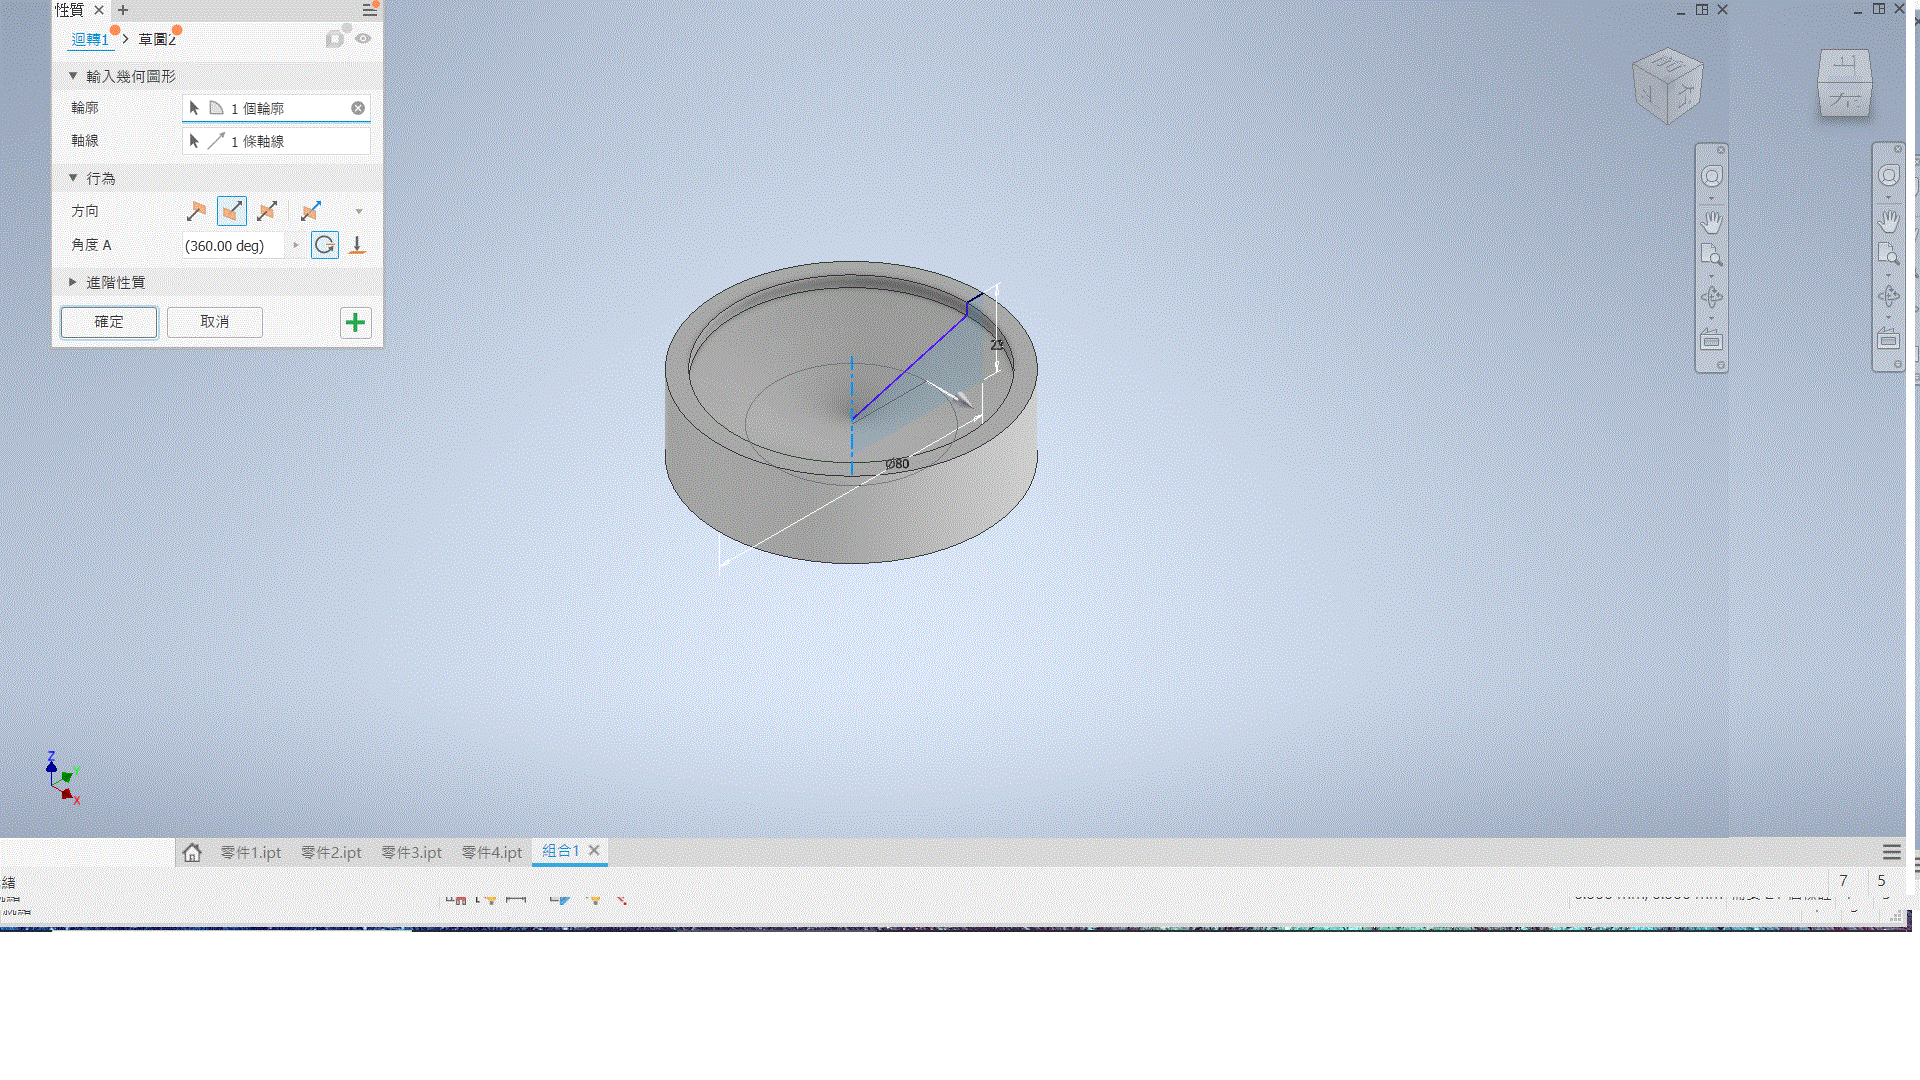 性質
迴轉1 > 草圖2
輸入幾何圖形
輪廓 1 個輪廓
軸線 1 條軸線
行為
方向
角度 A (360.00 deg)
進階性質
確定 取消
上
Ø80
Z
Y
X
零件1.ipt 零件2.ipt 零件3.ipt 零件4.ipt 組合1
緒
7 5